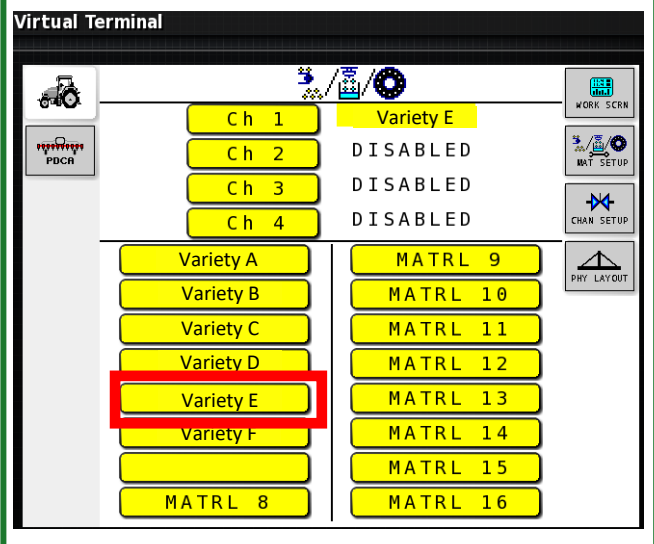 Virtual Terminal
WORK SCRN
Ch 1 Variety E
PDCA
Ch 2 DISABLED
MAT SETUP
Ch 3 DISABLED
Ch 4 DISABLED
CHAN SETUP
Variety A MATRL 9
PHY LAYOUT
Variety B MATRL 10
Variety C MATRL 11
Variety D MATRL 12
Variety E MATRL 13
Variety F MATRL 14
MATRL 15
MATRL 8 MATRL 16